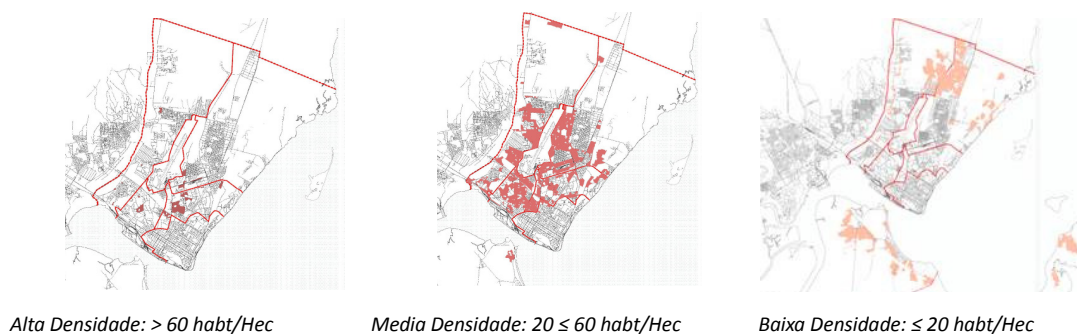 Alta Densidade: > 60 habt/Hec
Media Densidade: 20 ≤ 60 habt/Hec
Baixa Densidade: ≤ 20 habt/Hec